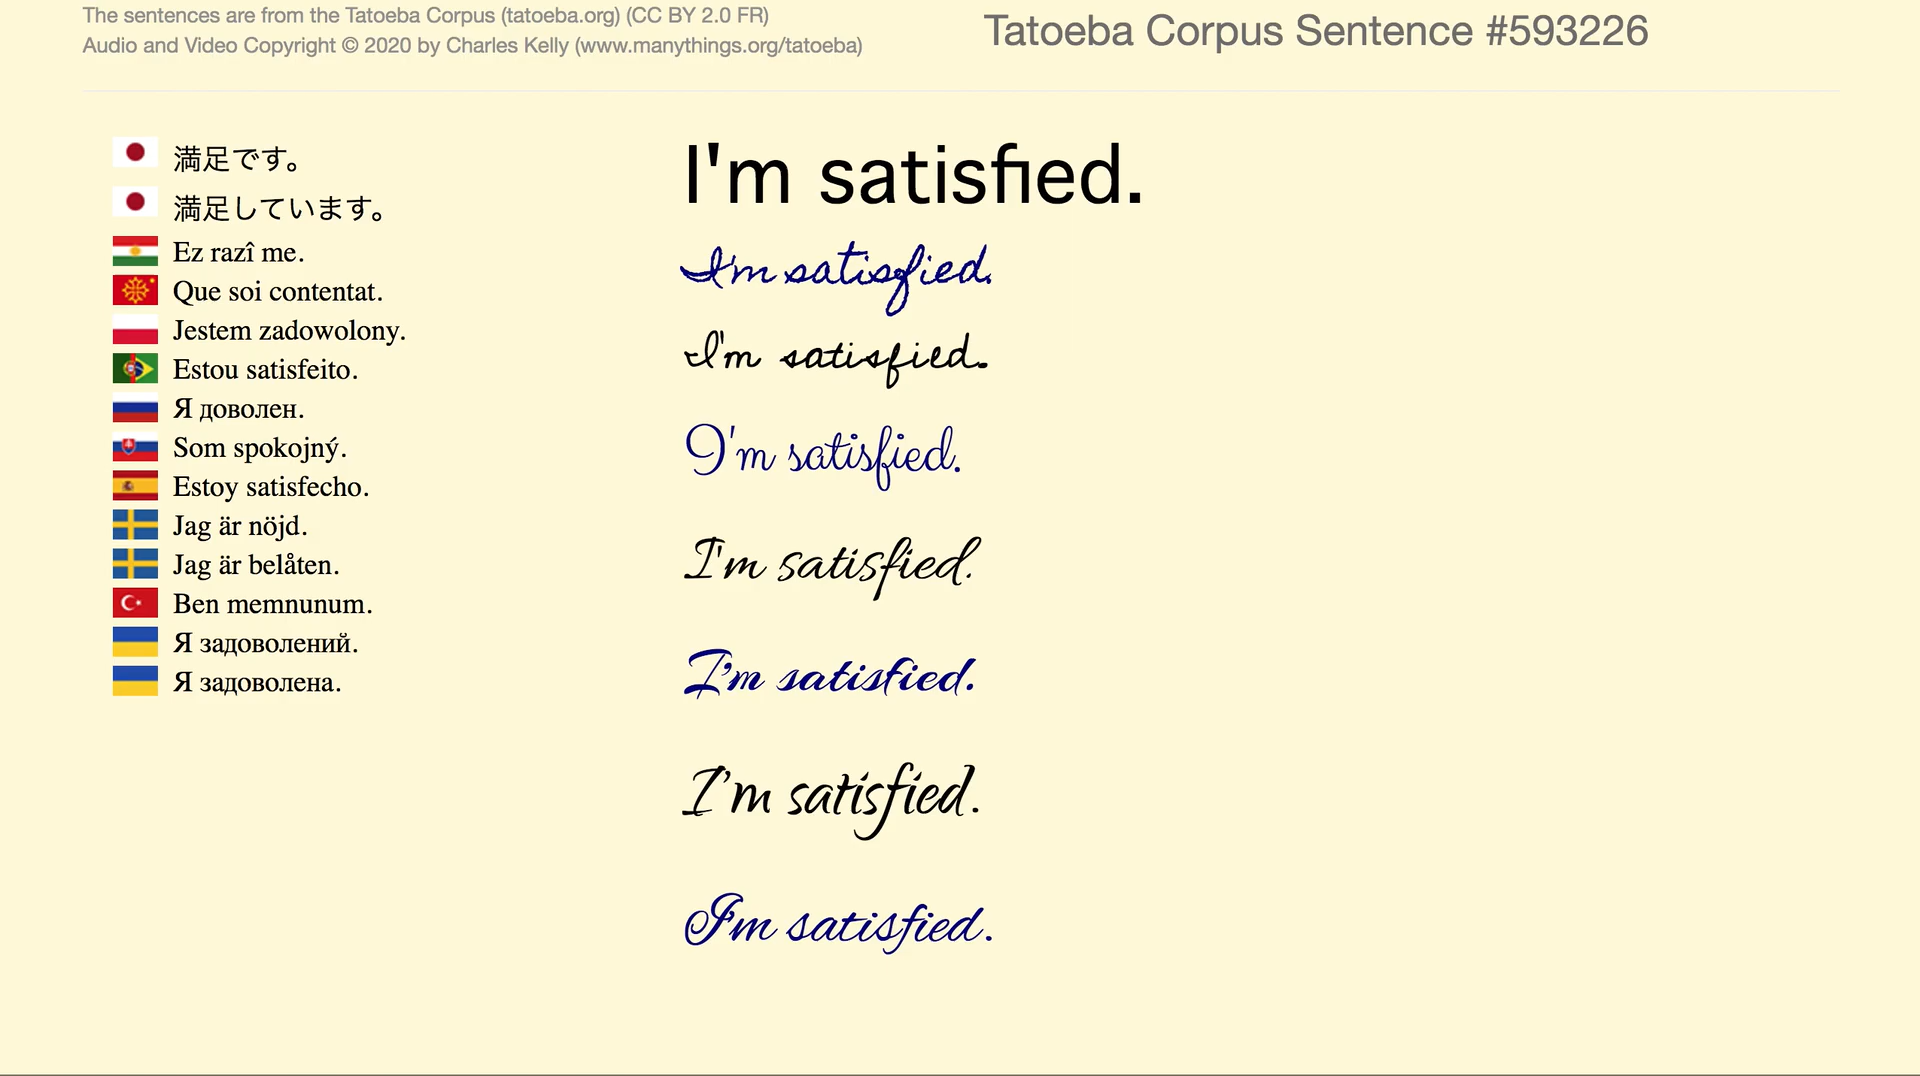 The sentences are from the Tatoeba Corpus (tatoeba.org) (CC BY 2.0 FR)
Audio and Video Copyright © 2020 by Charles Kelly (www.manythings.org/tatoeba)
Tatoeba Corpus Sentence #593226
満足です。
満足しています。
Ez razî me.
Que soi contentat.
Jestem zadowolony.
Estou satisfeito.
Я доволен.
Som spokojný.
Estoy satisfecho.
Jag är nöjd.
Jag är belåten.
Ben memnunum.
Я задоволений.
Я задоволена.
I'm satisfied.
I'm satisfied.
I'm satisfied.
I'm satisfied.
I'm satisfied.
I'm satisfied.
I'm satisfied.
I'm satisfied.